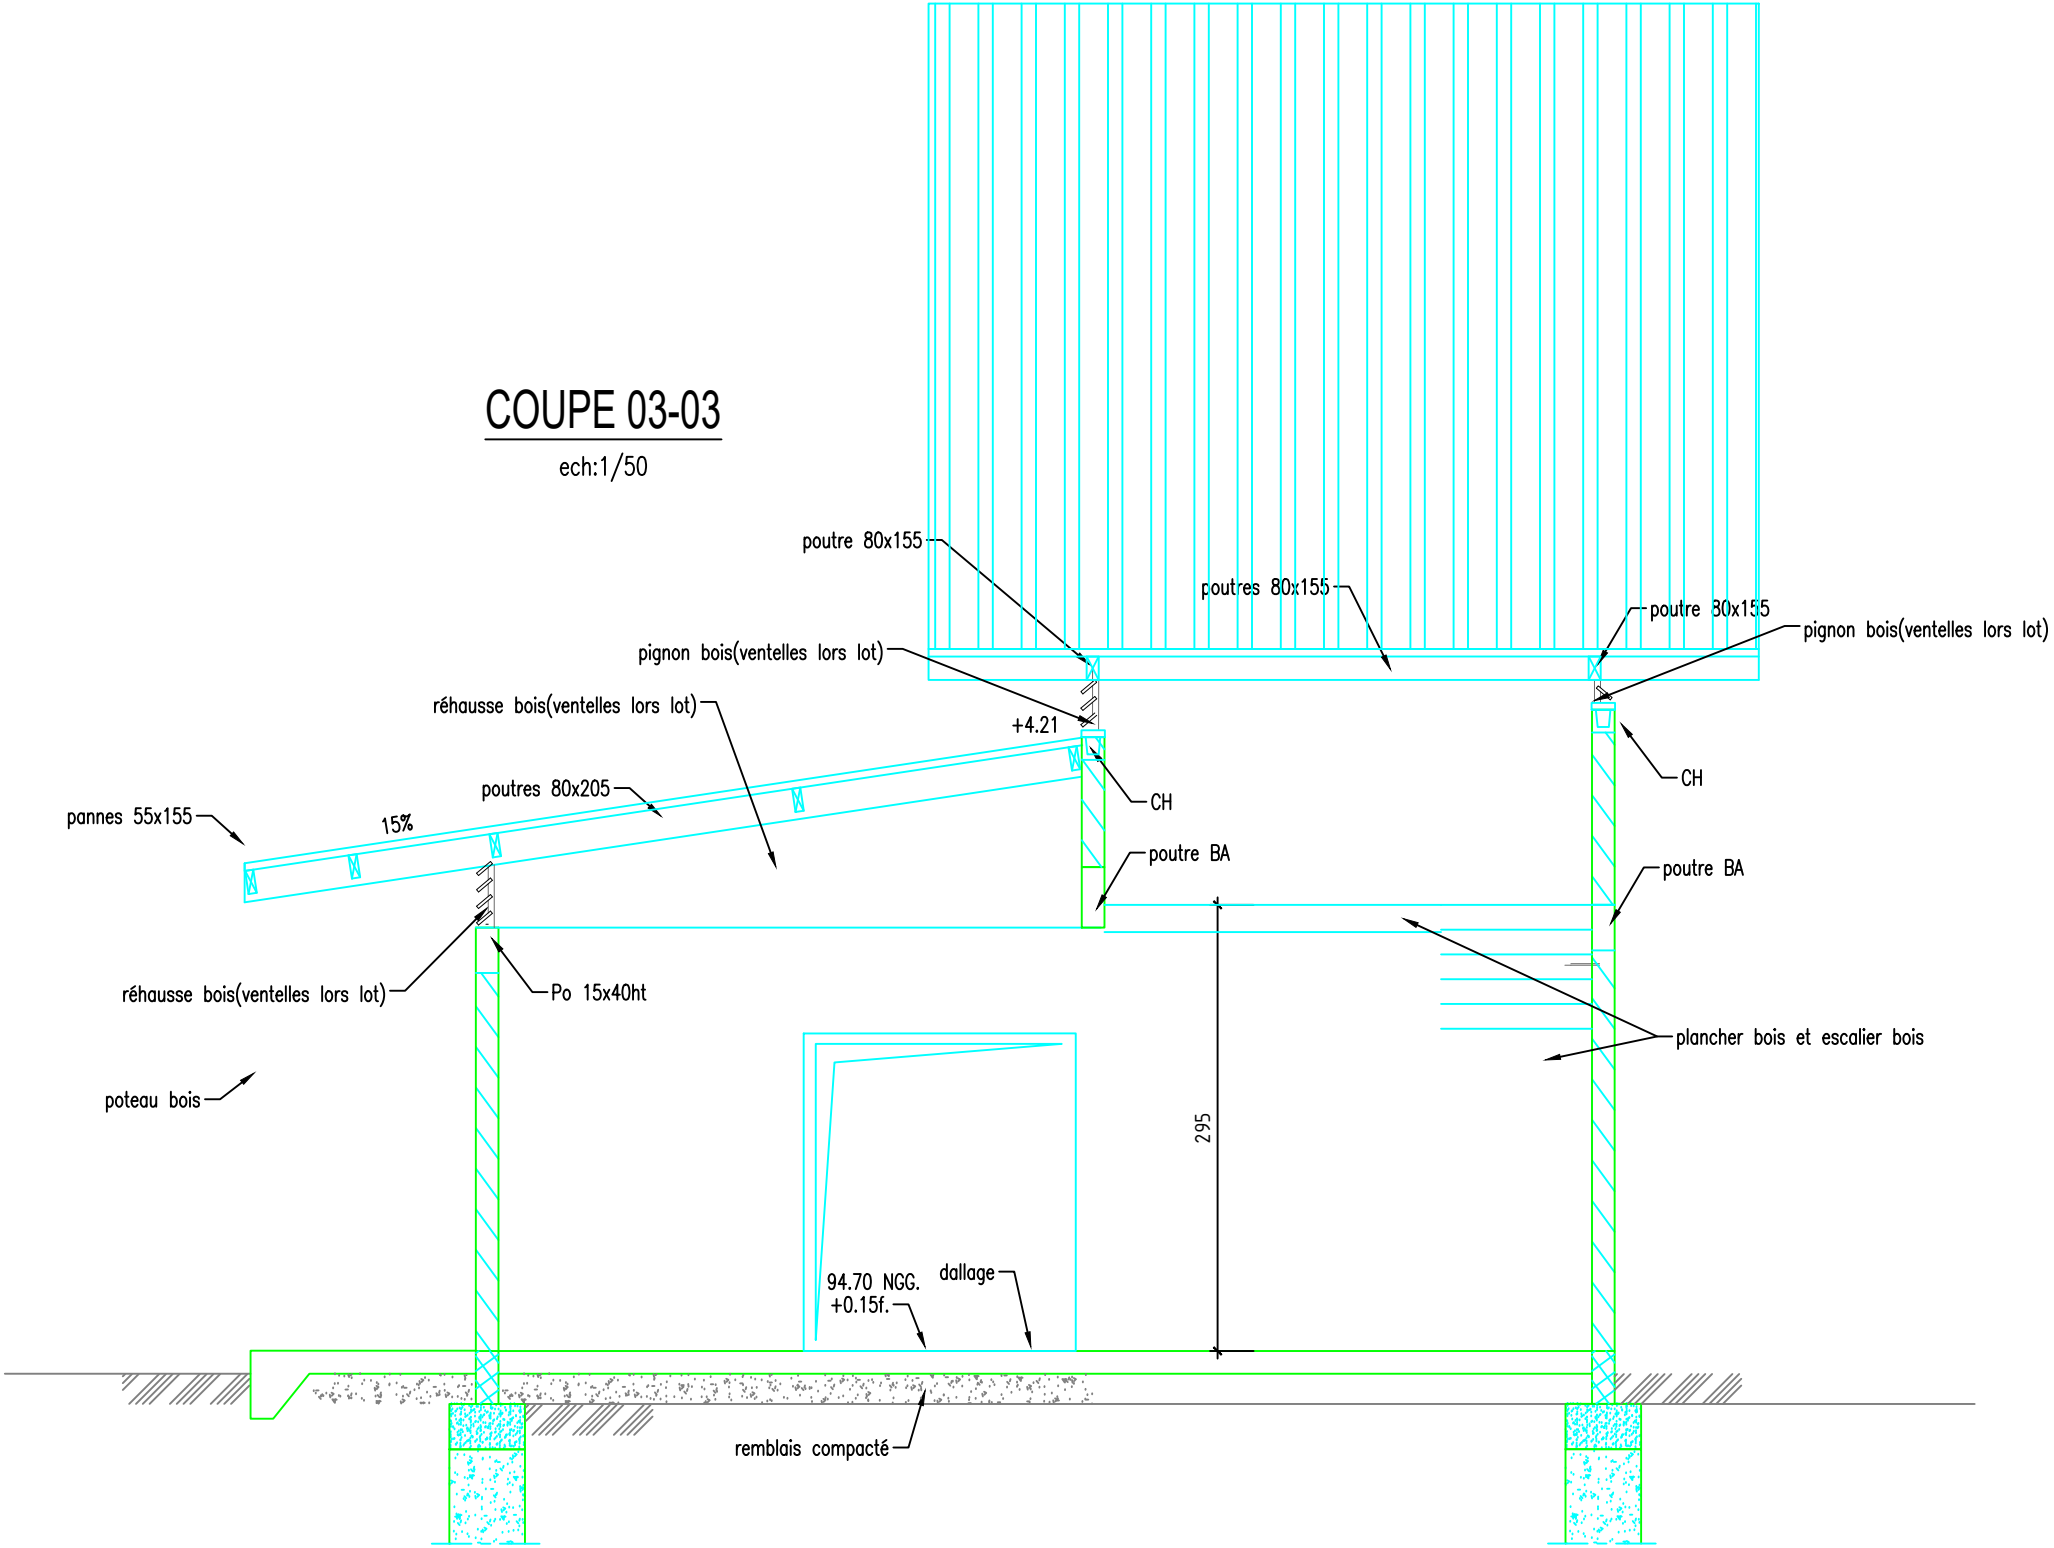 COUPE 03-03
ech:1/50
poutre 80x155
poutres 80x155
poutre 80x155
pignon bois(ventelles lors lot)
pignon bois(ventelles lors lot)
réhausse bois(ventelles lors lot)
+4.21
CH
poutres 80x205
CH
pannes 55x155
15%
poutre BA
poutre BA
réhausse bois(ventelles lors lot)
Po 15x40ht
plancher bois et escalier bois
poteau bois
295
94.70 NGG.
+0.15f.
dallage
remblais compacté